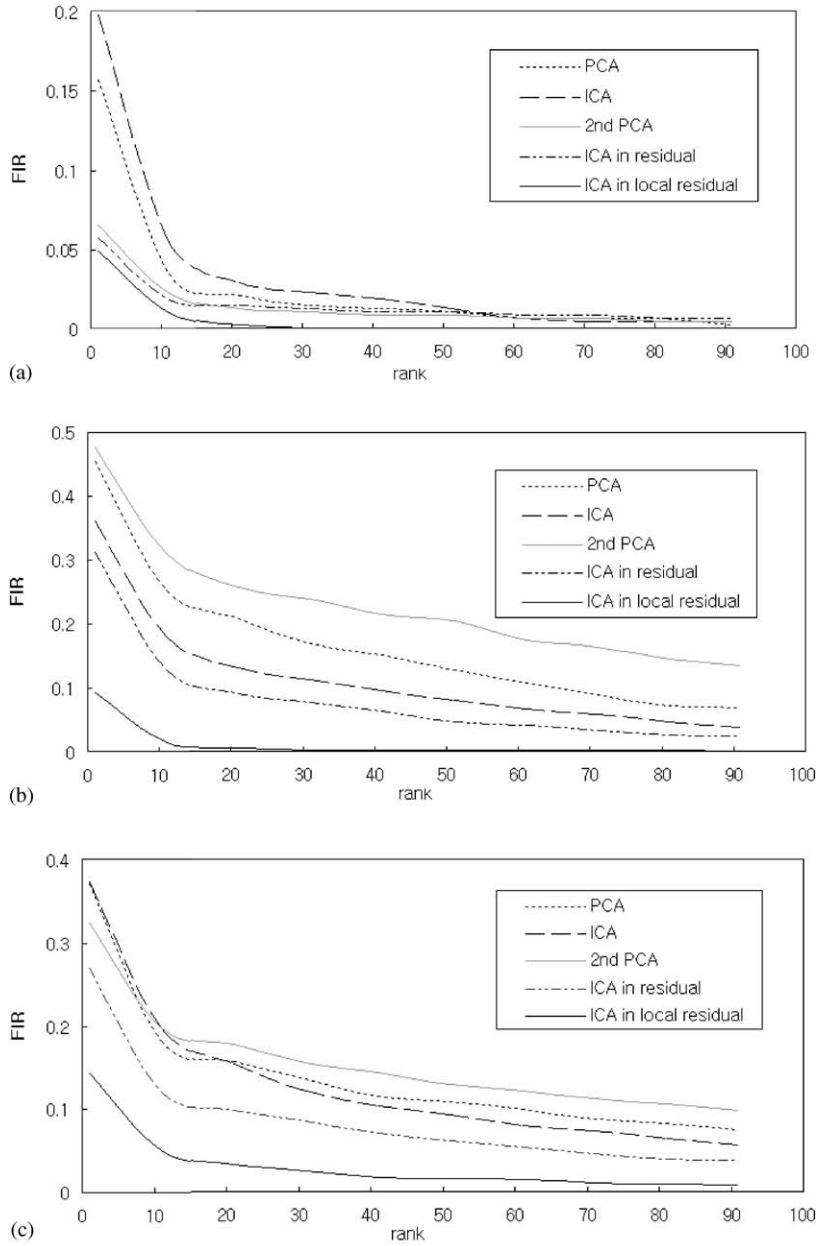 0.2
0.15
0.1
0.05
0
FIR
PCA
ICA
2nd PCA
ICA in residual
ICA in local residual
0 10 20 30 40 50 60 70 80 90 100
rank
(a)
0.5
0.4
0.3
0.2
0.1
0
FIR
PCA
ICA
2nd PCA
ICA in residual
ICA in local residual
0 10 20 30 40 50 60 70 80 90 100
rank
(b)
0.4
0.3
0.2
0.1
0
FIR
PCA
ICA
2nd PCA
ICA in residual
ICA in local residual
0 10 20 30 40 50 60 70 80 90 100
rank
(c)